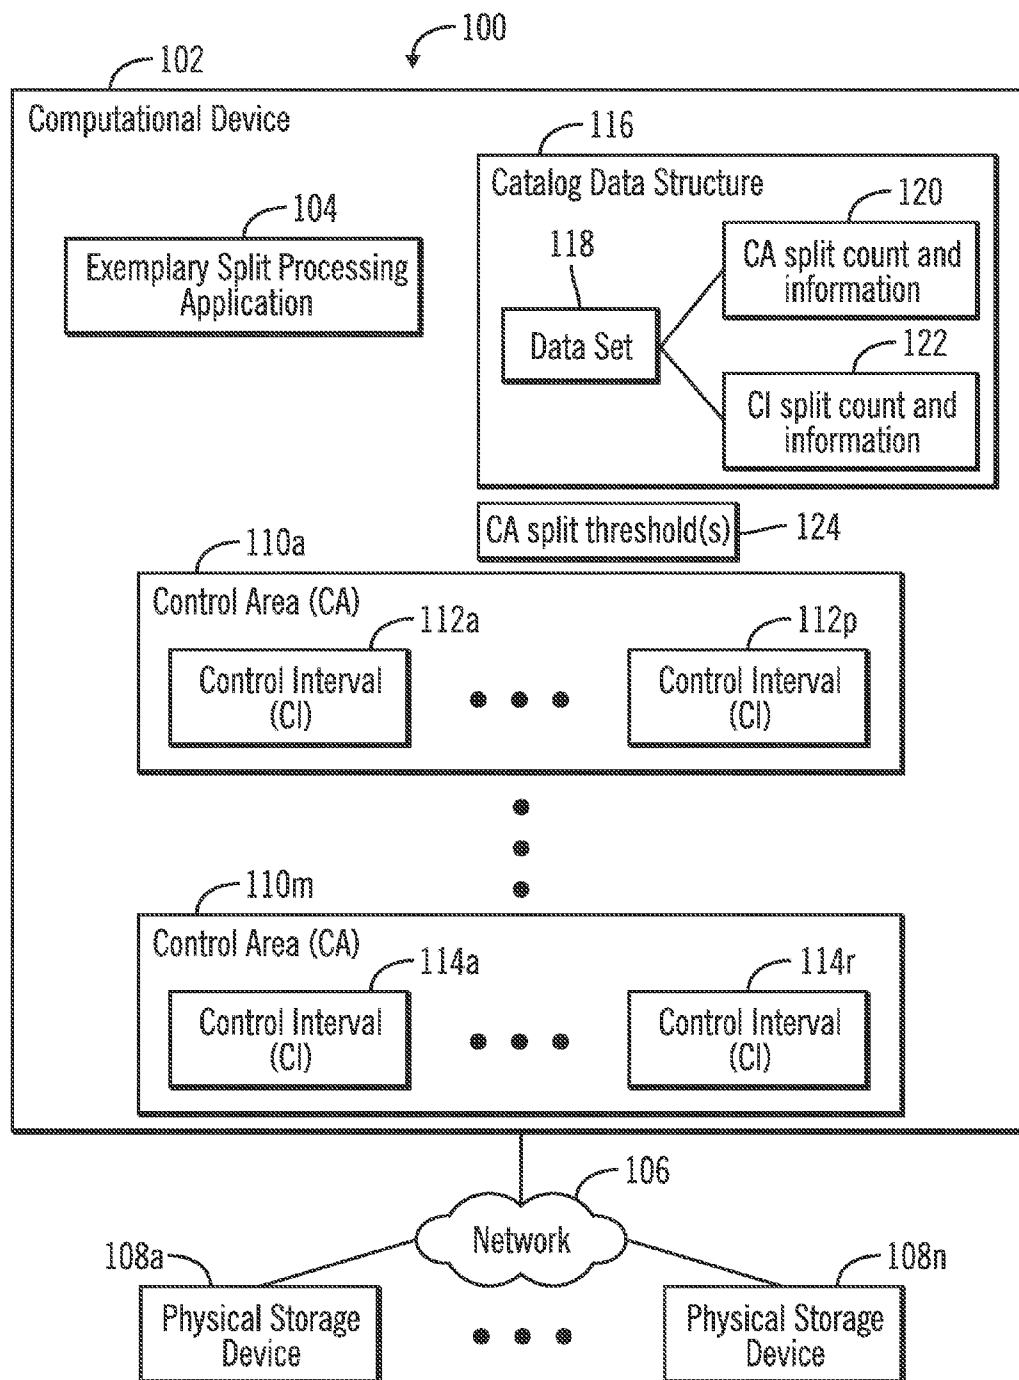 100
102
Computational Device
116
Catalog Data Structure
104
Exemplary Split Processing
Application
118
Data Set
120
CA split count and
information
122
CI split count and
information
CA split threshold(s)
124
110a
Control Area (CA)
112a
Control Interval
(CI)
112p
Control Interval
(CI)
110m
Control Area (CA)
114a
Control Interval
(CI)
114r
Control Interval
(CI)
106
Network
108a
Physical Storage
Device
108n
Physical Storage
Device